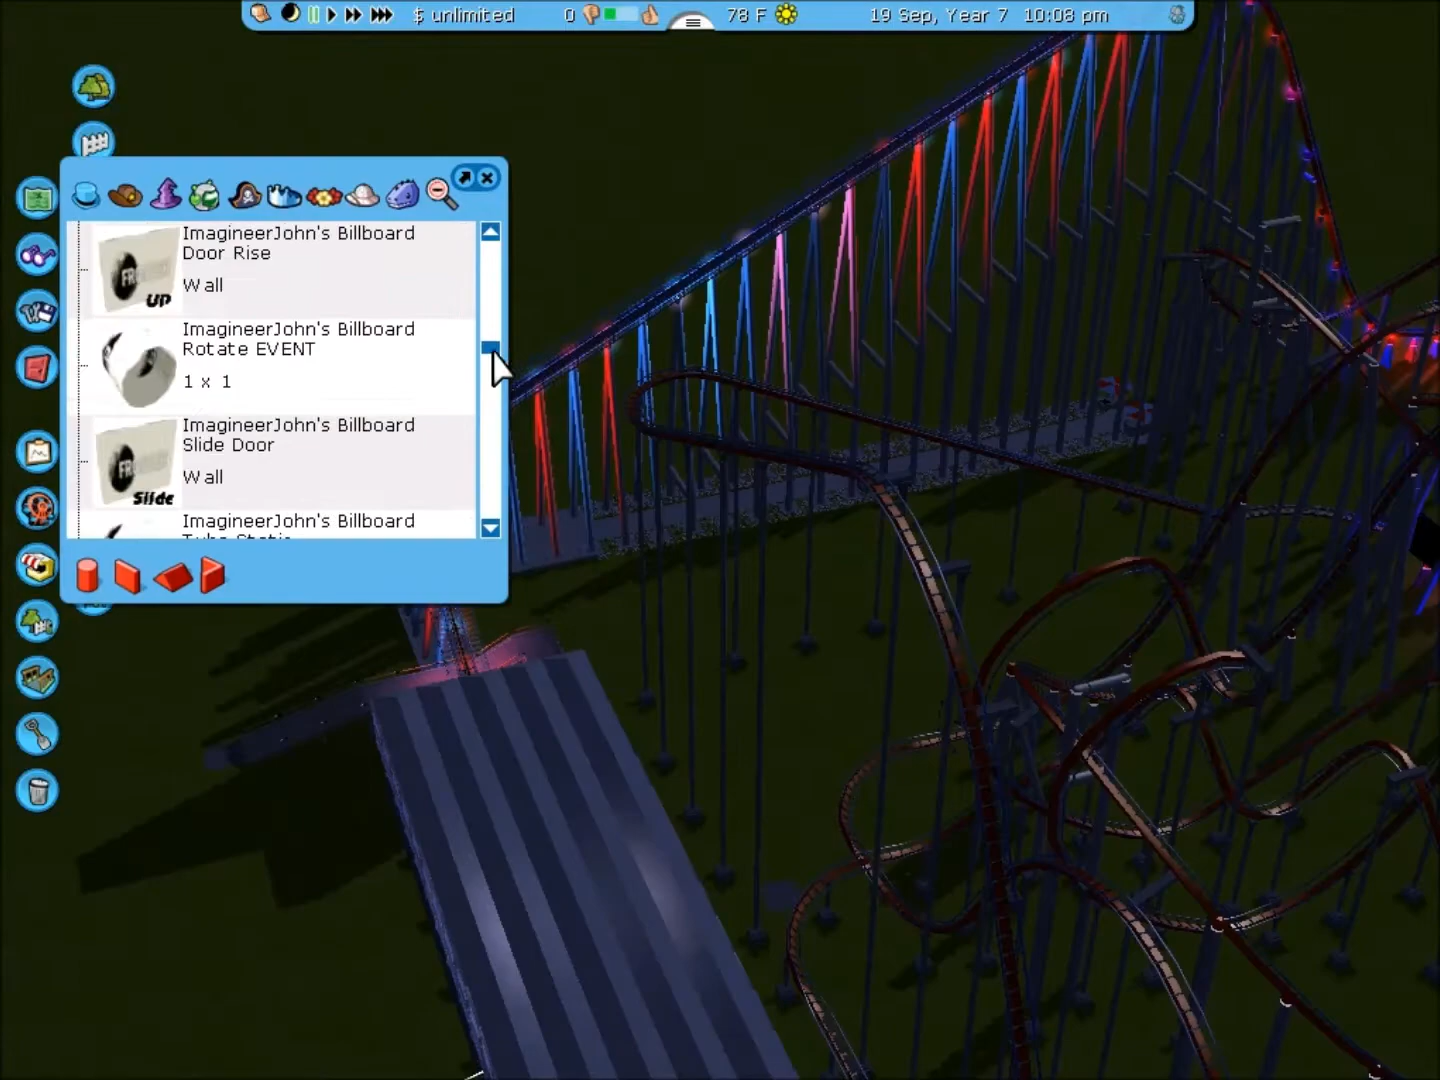 $ unlimited 0 78 F 19 Sep, Year 7 10:08 pm
ImagineerJohn's Billboard
Door Rise
Wall
UP
ImagineerJohn's Billboard
Rotate EVENT
1 x 1
ImagineerJohn's Billboard
Slide Door
Wall
Slide
ImagineerJohn's Billboard